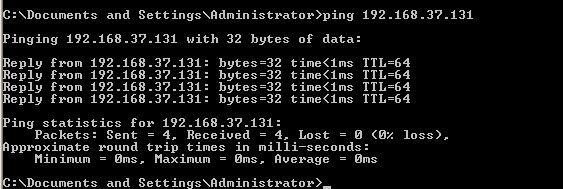 C:\Documents and Settings\Administrator>ping 192.168.37.131
Pinging 192.168.37.131 with 32 bytes of data:
Reply from 192.168.37.131: bytes=32 time<1ms TTL=64
Reply from 192.168.37.131: bytes=32 time<1ms TTL=64
Reply from 192.168.37.131: bytes=32 time<1ms TTL=64
Reply from 192.168.37.131: bytes=32 time<1ms TTL=64
Ping statistics for 192.168.37.131:
    Packets: Sent = 4, Received = 4, Lost = 0 (0% loss),
Approximate round trip times in milli-seconds:
    Minimum = 0ms, Maximum = 0ms, Average = 0ms
C:\Documents and Settings\Administrator>_